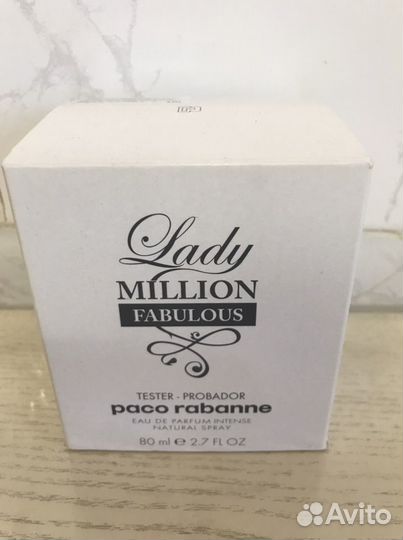 Lady
MILLION
FABULOUS
TESTER - PROBADOR
paco rabanne
EAU DE PARFUM INTENSE
NATURAL SPRAY
80 ml e 2.7 FL OZ
Avito